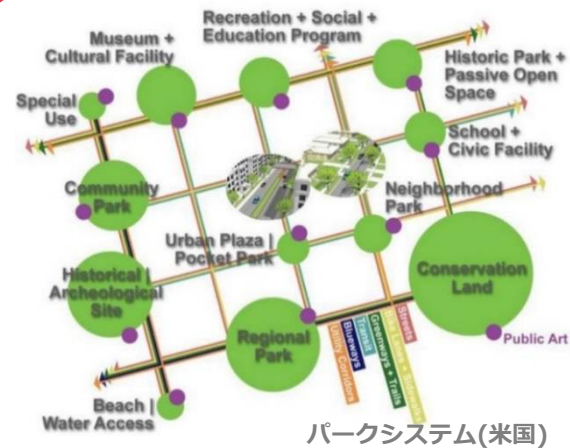 Recreation + Social +
Education Program
Museum +
Cultural Facility
Historic Park +
Passive Open
Space
Special
Use
School +
Civic Facility
Community
Park
Neighborhood
Park
Urban Plaza |
Pocket Park
Historical |
Archeological
Site
Conservation
Land
Regional
Park
Public Art
Streets
Bike Lanes + Sidewalks
Greenways + Trails
Transit
Blueways
Utility Corridors
Beach |
Water Access
パークシステム(米国)